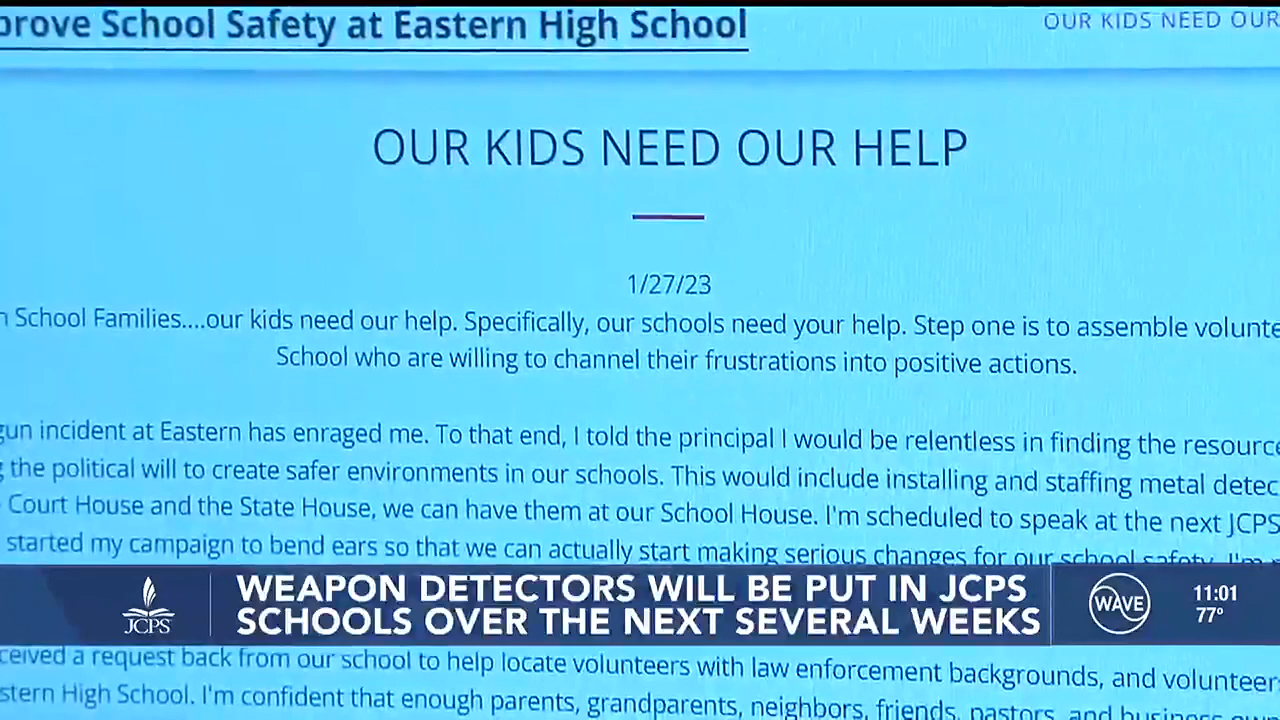 prove School Safety at Eastern High School
OUR KIDS NEED OUR
OUR KIDS NEED OUR HELP
1/27/23
School Families....our kids need our help. Specifically, our schools need your help. Step one is to assemble volunte
School who are willing to channel their frustrations into positive actions.
gun incident at Eastern has enraged me. To that end, I told the principal I would be relentless in finding the resource
the political will to create safer environments in our schools. This would include installing and staffing metal detec
Court House and the State House, we can have them at our School House. I'm scheduled to speak at the next JCPS
started my campaign to bend ears so that we can actually start making serious changes for our school safety. I'm
JCPS
WEAPON DETECTORS WILL BE PUT IN JCPS
SCHOOLS OVER THE NEXT SEVERAL WEEKS
WAVE
11:01
77°
ceived a request back from our school to help locate volunteers with law enforcement backgrounds, and volunteer
stern High School. I'm confident that enough parents, grandparents, neighbors, friends, pastors, and business